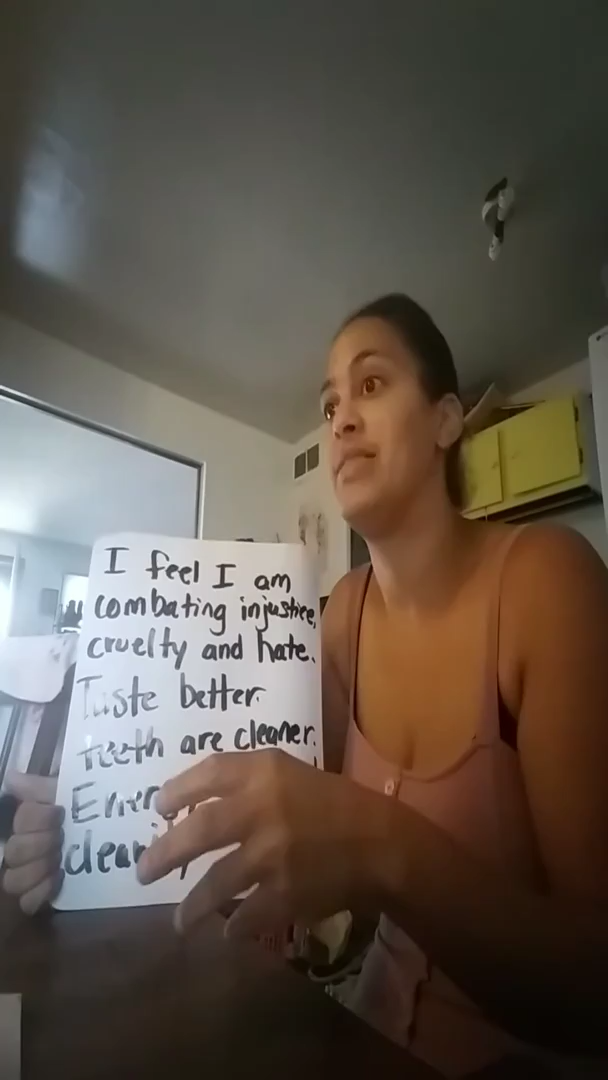 I feel I am
combating injustice,
cruelty and hate.
Taste better.
teeth are cleaner.